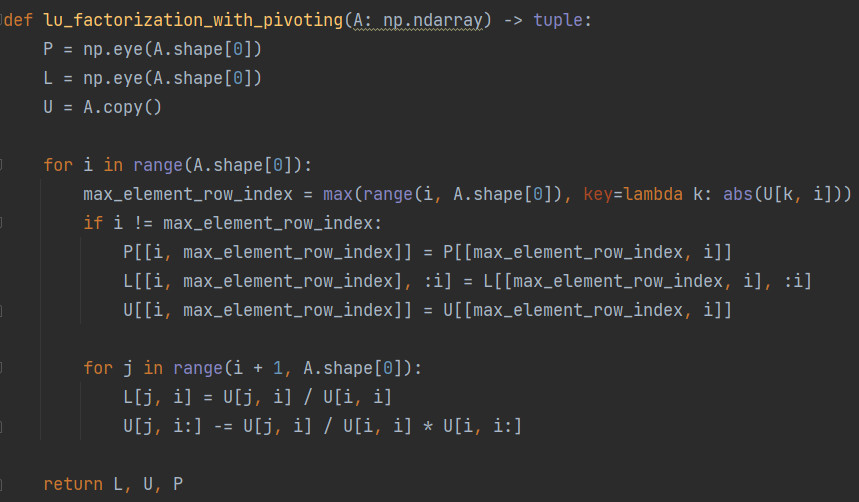 def lu_factorization_with_pivoting(A: np.ndarray) -> tuple:
    P = np.eye(A.shape[0])
    L = np.eye(A.shape[0])
    U = A.copy()

    for i in range(A.shape[0]):
        max_element_row_index = max(range(i, A.shape[0]), key=lambda k: abs(U[k, i]))
        if i != max_element_row_index:
            P[[i, max_element_row_index]] = P[[max_element_row_index, i]]
            L[[i, max_element_row_index], :i] = L[[max_element_row_index, i], :i]
            U[[i, max_element_row_index]] = U[[max_element_row_index, i]]

        for j in range(i + 1, A.shape[0]):
            L[j, i] = U[j, i] / U[i, i]
            U[j, i:] -= U[j, i] / U[i, i] * U[i, i:]

    return L, U, P